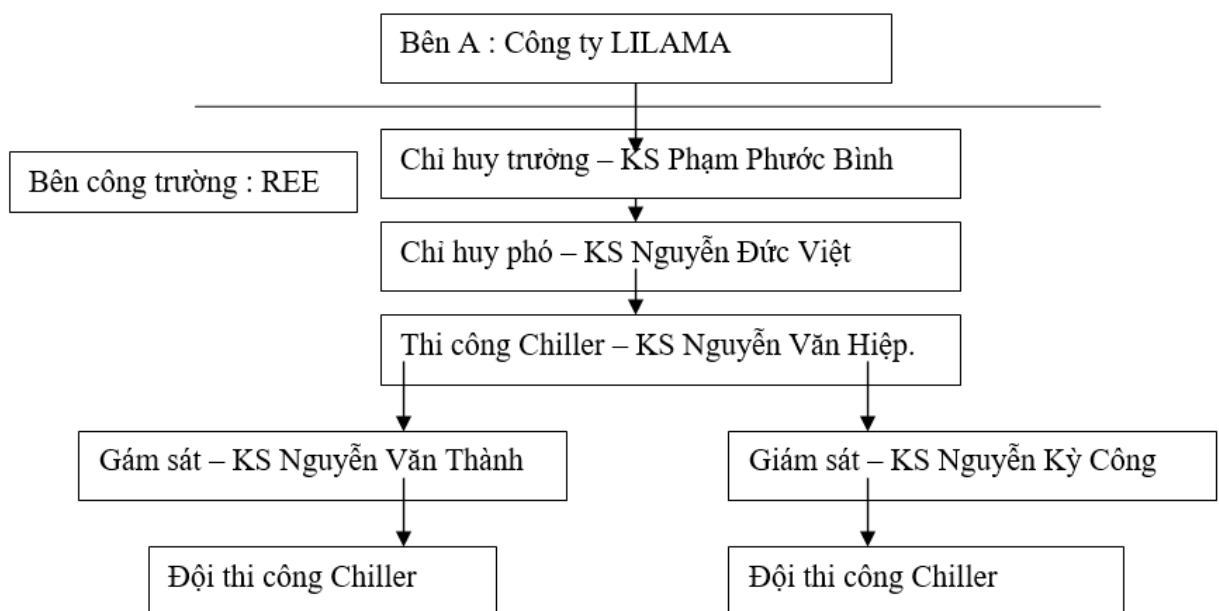 Bên A : Công ty LILAMA
Chỉ huy trưởng – KS Phạm Phước Bình
Bên công trường : REE
Chỉ huy phó – KS Nguyễn Đức Việt
Thi công Chiller – KS Nguyễn Văn Hiệp.
Gám sát – KS Nguyễn Văn Thành
Giám sát – KS Nguyễn Kỳ Công
Đội thi công Chiller
Đội thi công Chiller